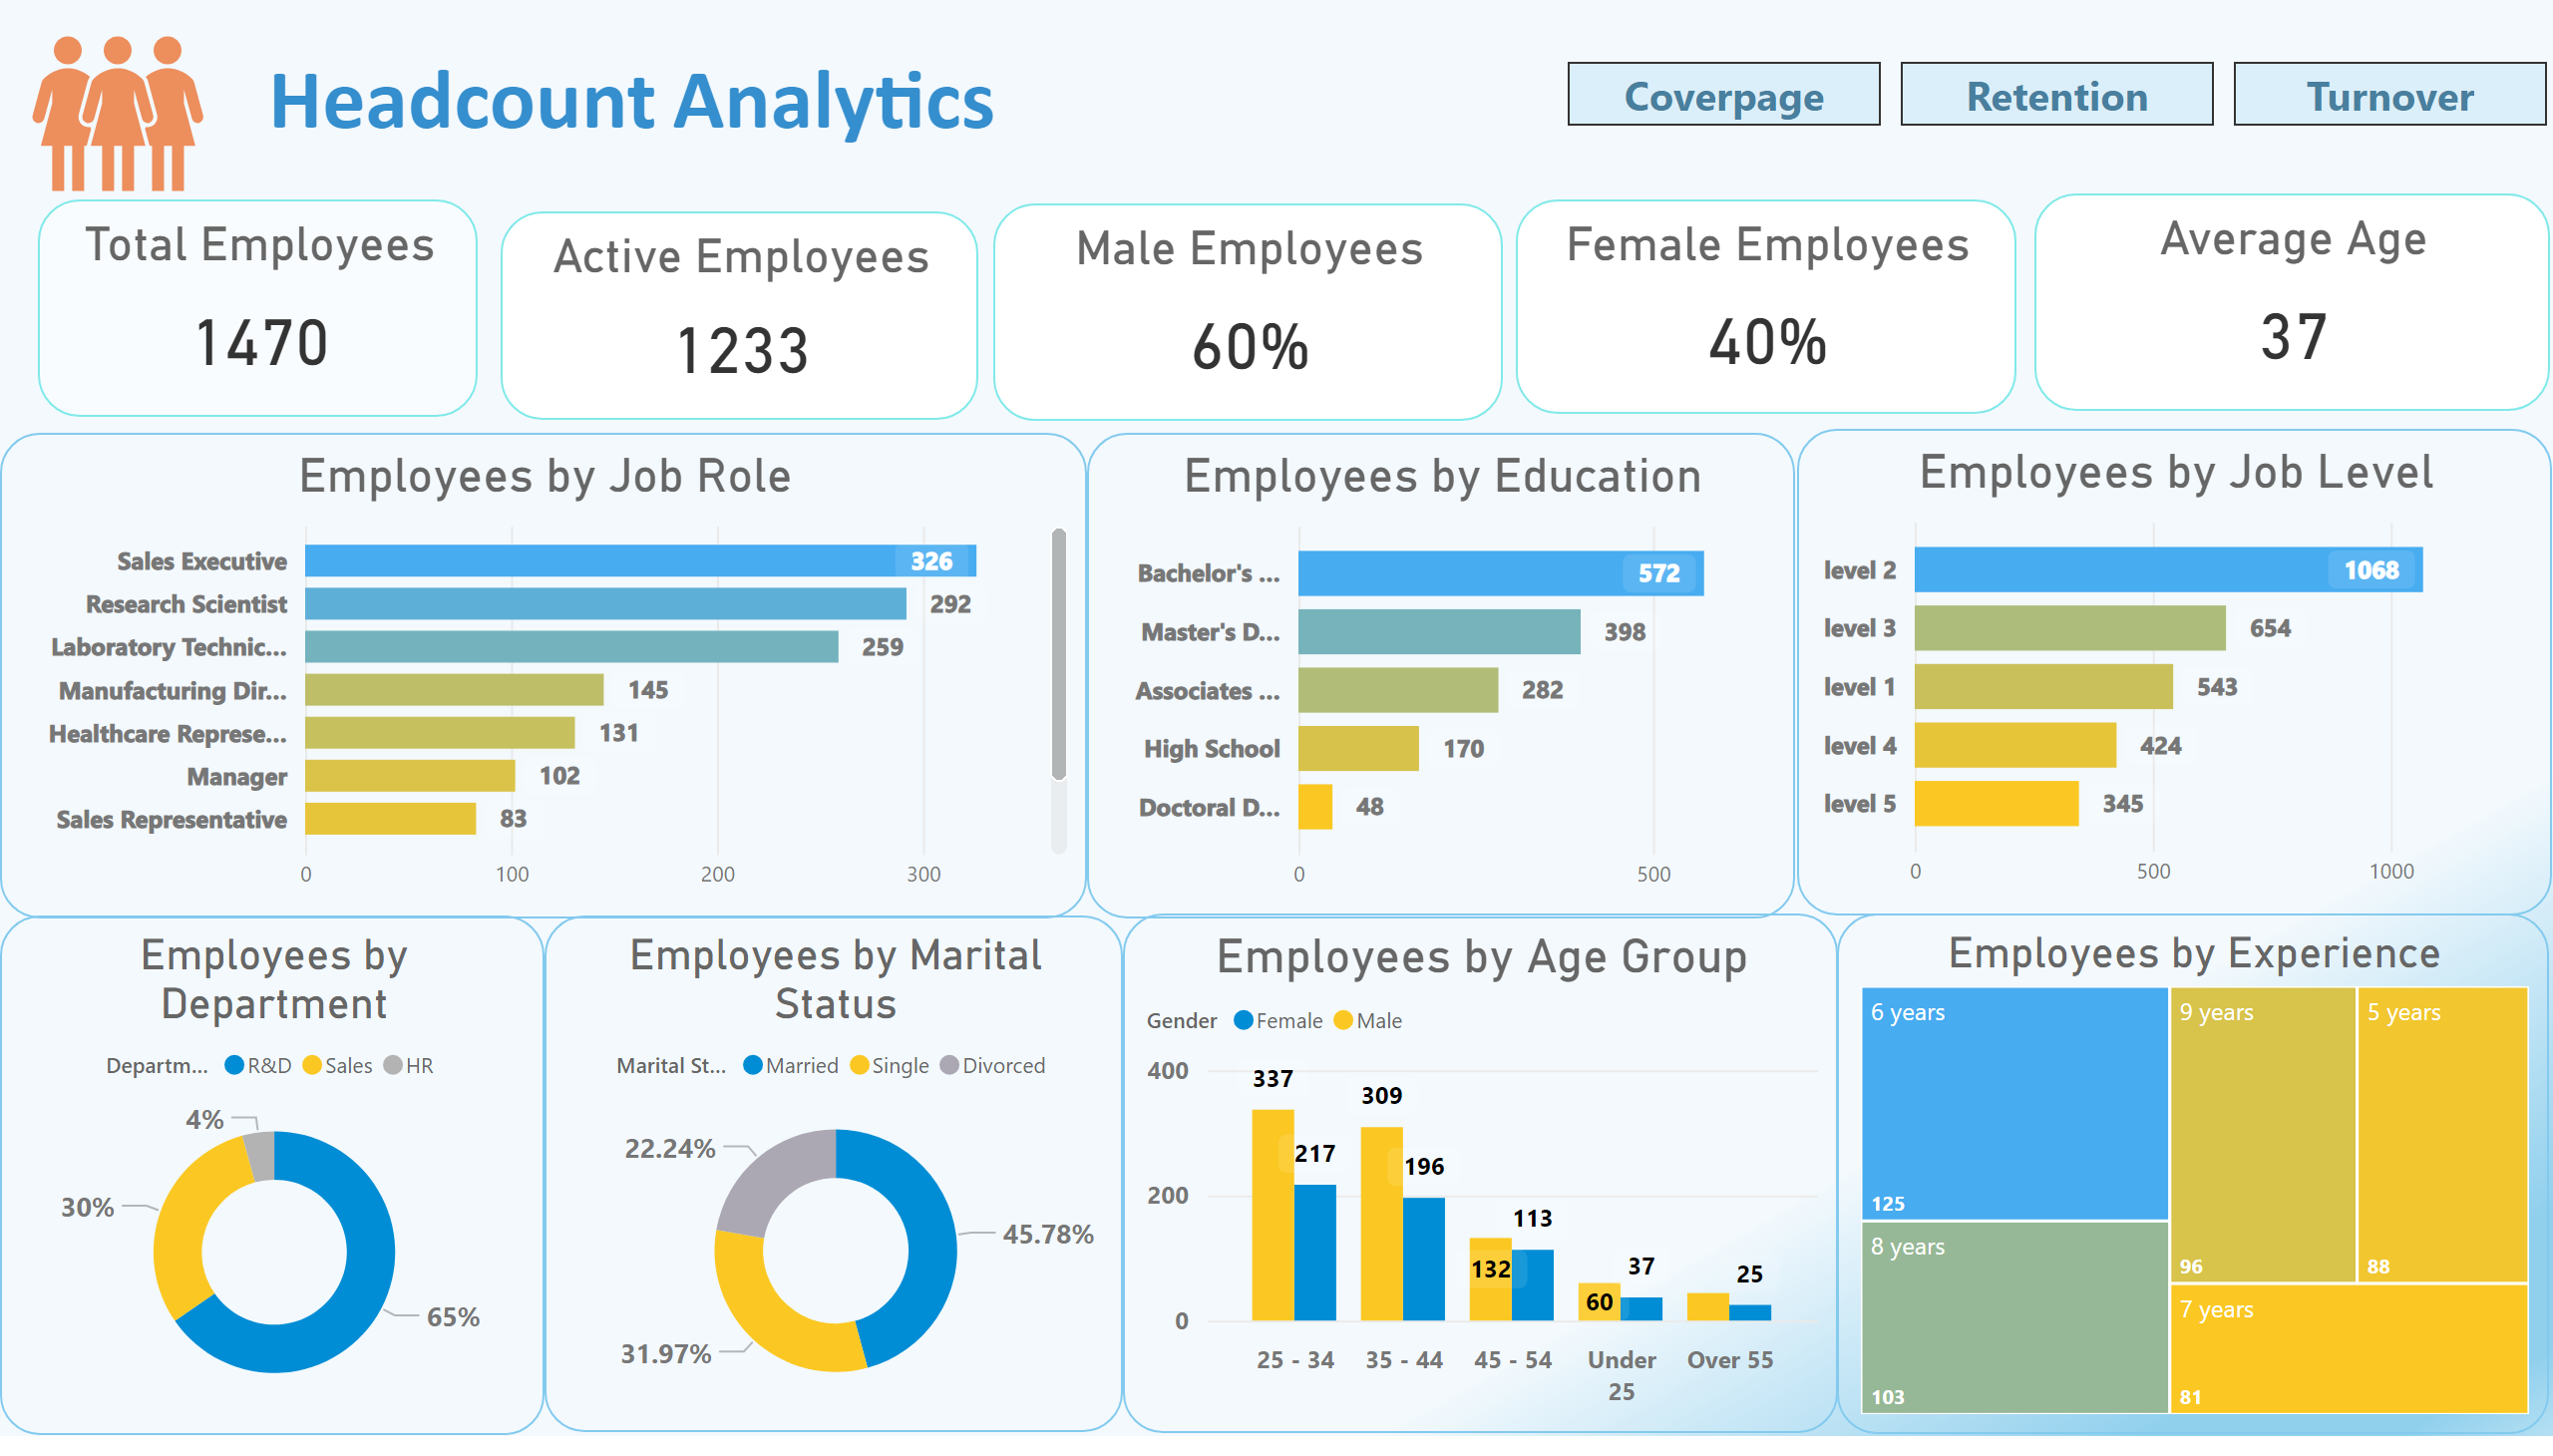 Headcount Analytics
Coverpage
Retention
Turnover
Total Employees
1470
Active Employees
1233
Male Employees
60%
Female Employees
40%
Average Age
37
Employees by Job Role
Sales Executive
326
Research Scientist
292
Laboratory Technic...
259
Manufacturing Dir...
145
Healthcare Represe...
131
Manager
102
Sales Representative
83
0
100
200
300
Employees by Education
Bachelor's ...
572
Master's D...
398
Associates ...
282
High School
170
Doctoral D...
48
0
500
Employees by Job Level
level 2
1068
level 3
654
level 1
543
level 4
424
level 5
345
0
500
1000
Employees by
Department
Departm...
R&D
Sales
HR
4%
30%
65%
Employees by Marital
Status
Marital St...
Married
Single
Divorced
22.24%
45.78%
31.97%
Employees by Age Group
Gender
Female
Male
400
200
0
337
217
309
196
132
113
60
37
25
25 - 34
35 - 44
45 - 54
Under
25
Over 55
Employees by Experience
6 years
125
8 years
103
9 years
96
5 years
88
7 years
81